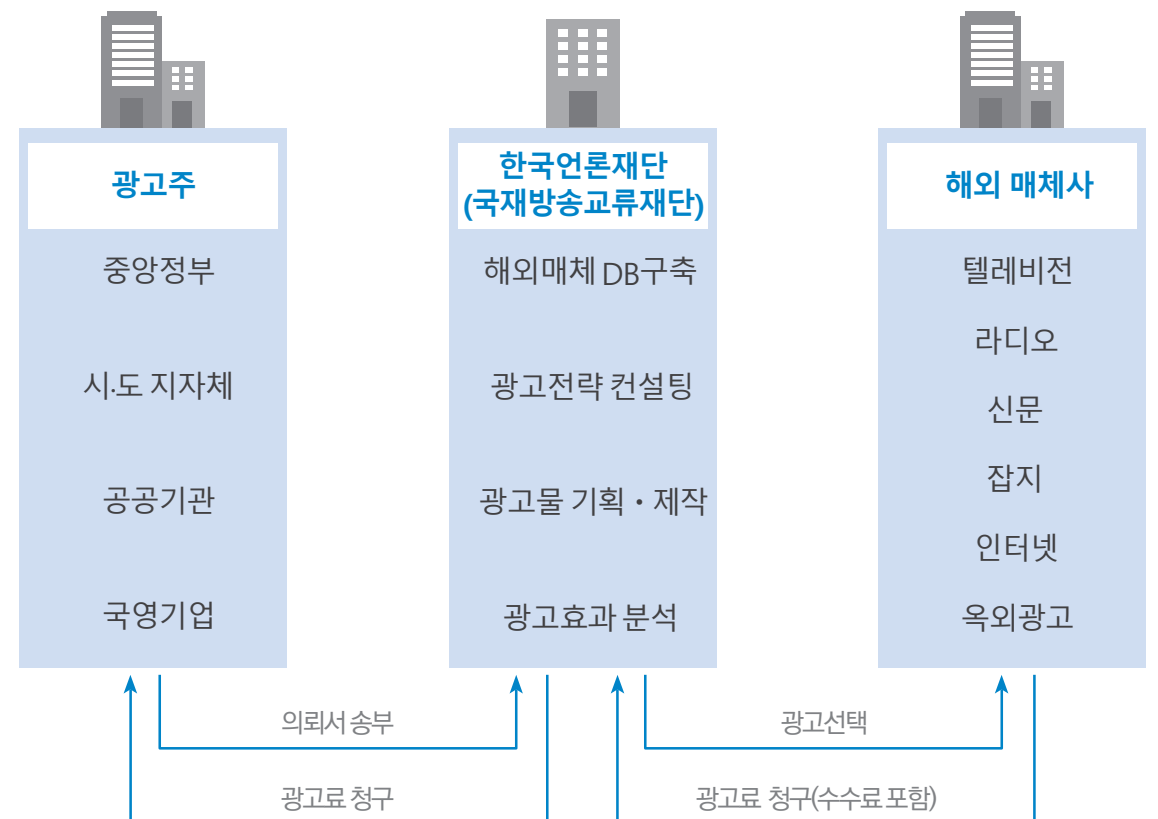 광고주
중앙정부
시·도 지자체
공공기관
국영기업
한국언론재단
(국재방송교류재단)
해외매체 DB구축
광고전략 컨설팅
광고물 기획・제작
광고효과 분석
해외 매체사
텔레비전
라디오
신문
잡지
인터넷
옥외광고
의뢰서 송부
광고선택
광고료 청구
광고료 청구(수수료 포함)